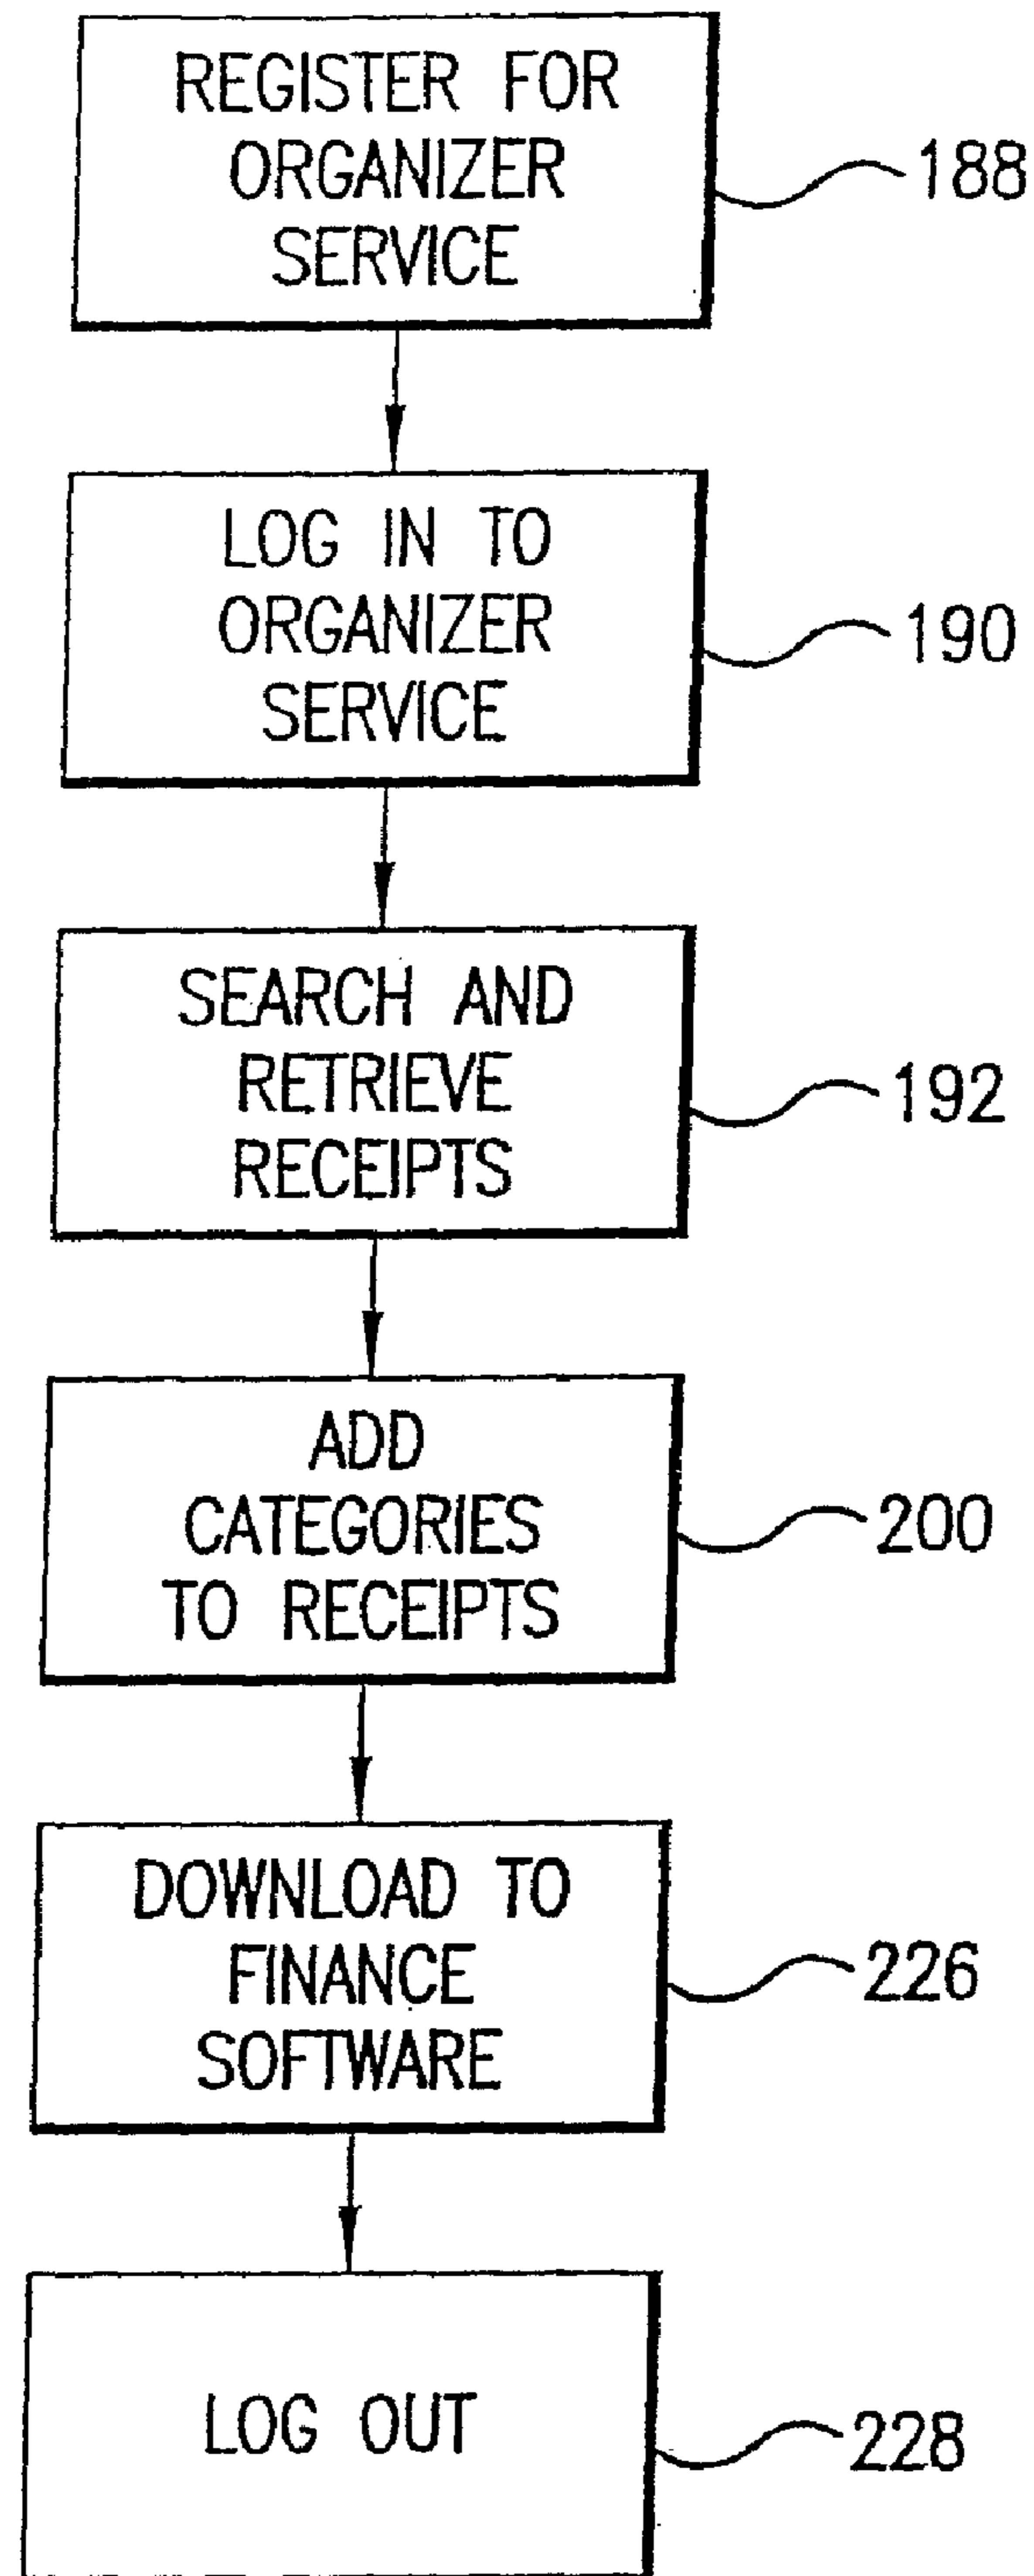 REGISTER FOR
ORGANIZER
SERVICE
188
LOG IN TO
ORGANIZER
SERVICE
190
SEARCH AND
RETRIEVE
RECEIPTS
192
ADD
CATEGORIES
TO RECEIPTS
200
DOWNLOAD TO
FINANCE
SOFTWARE
226
LOG OUT
228